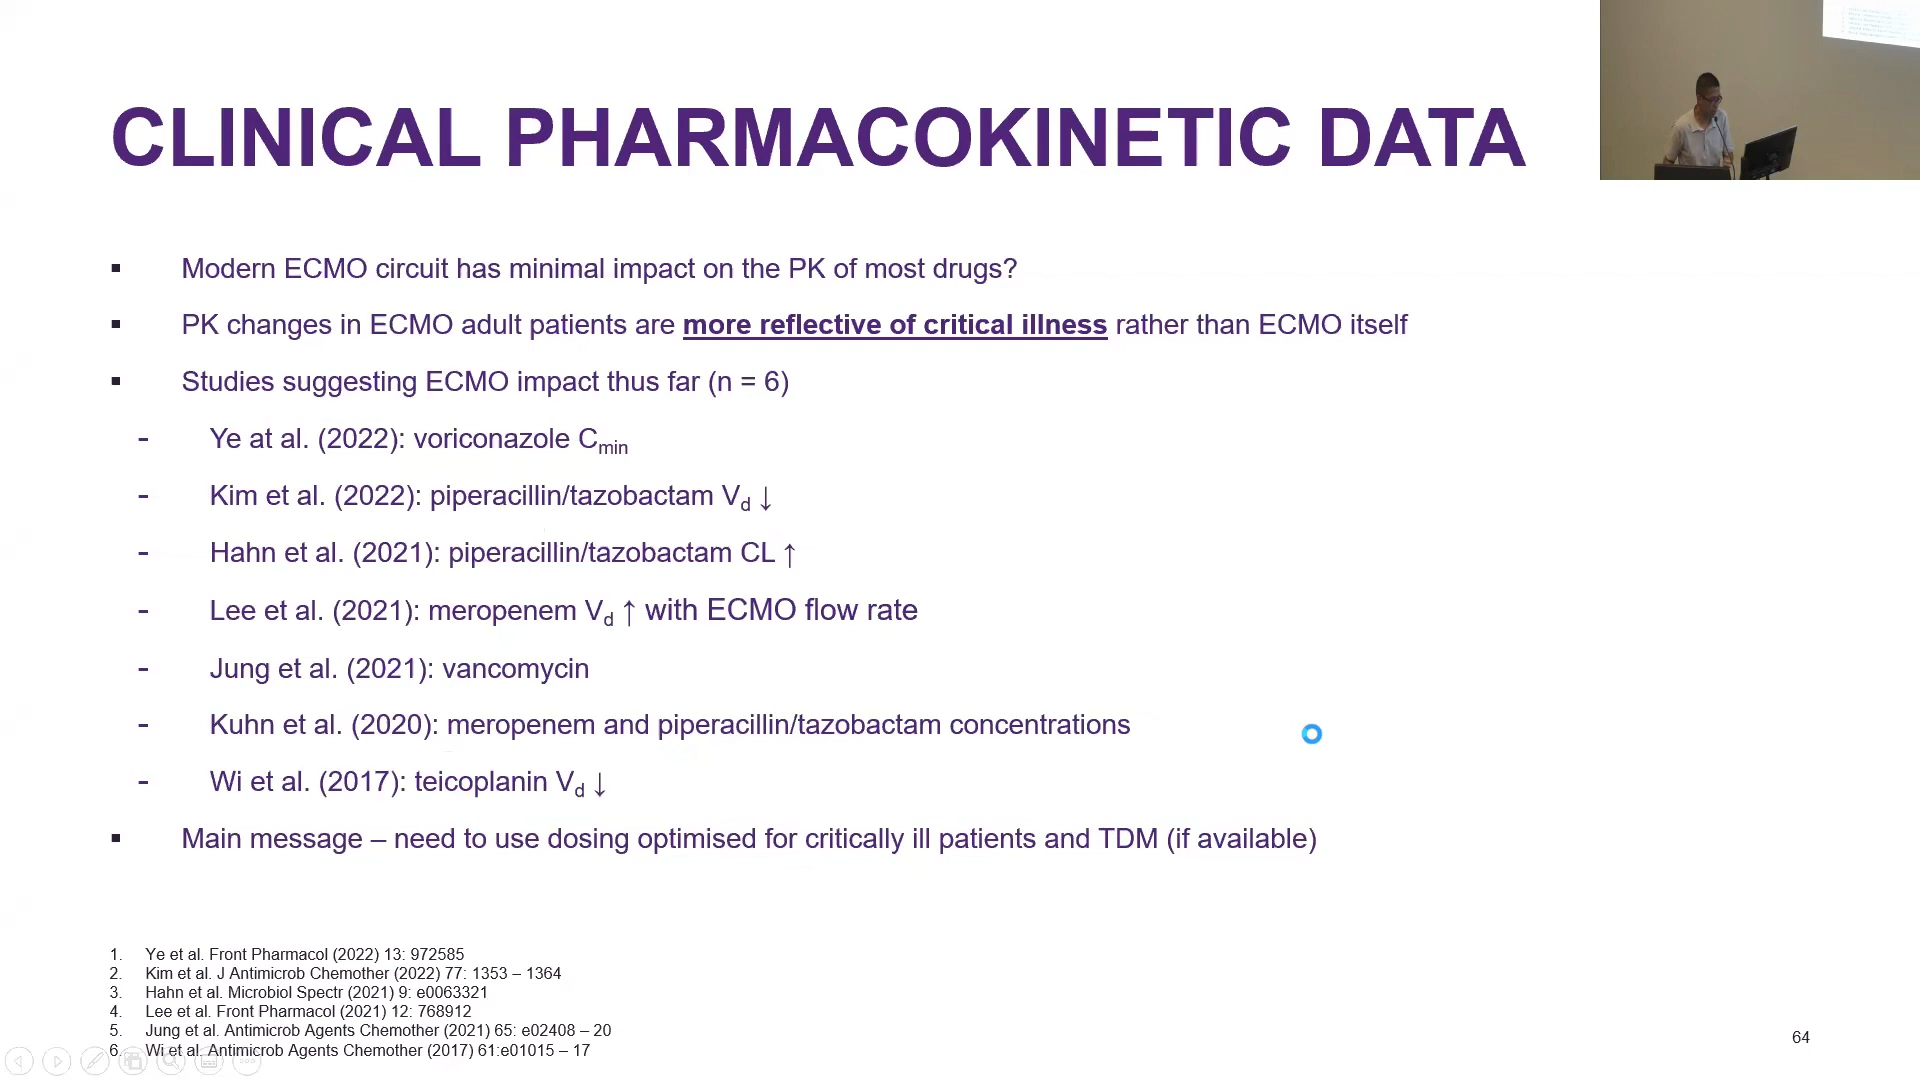 CLINICAL PHARMACOKINETIC DATA
▪ Modern ECMO circuit has minimal impact on the PK of most drugs?
▪ PK changes in ECMO adult patients are more reflective of critical illness rather than ECMO itself
▪ Studies suggesting ECMO impact thus far (n = 6)
- Ye at al. (2022): voriconazole Cmin
- Kim et al. (2022): piperacillin/tazobactam Vd ↓
- Hahn et al. (2021): piperacillin/tazobactam CL ↑
- Lee et al. (2021): meropenem Vd ↑ with ECMO flow rate
- Jung et al. (2021): vancomycin
- Kuhn et al. (2020): meropenem and piperacillin/tazobactam concentrations
- Wi et al. (2017): teicoplanin Vd ↓
▪ Main message – need to use dosing optimised for critically ill patients and TDM (if available)
1. Ye et al. Front Pharmacol (2022) 13: 972585
2. Kim et al. J Antimicrob Chemother (2022) 77: 1353 – 1364
3. Hahn et al. Microbiol Spectr (2021) 9: e0063321
4. Lee et al. Front Pharmacol (2021) 12: 768912
5. Jung et al. Antimicrob Agents Chemother (2021) 65: e02408 – 20
6. Wi et al. Antimicrob Agents Chemother (2017) 61:e01015 – 17
64